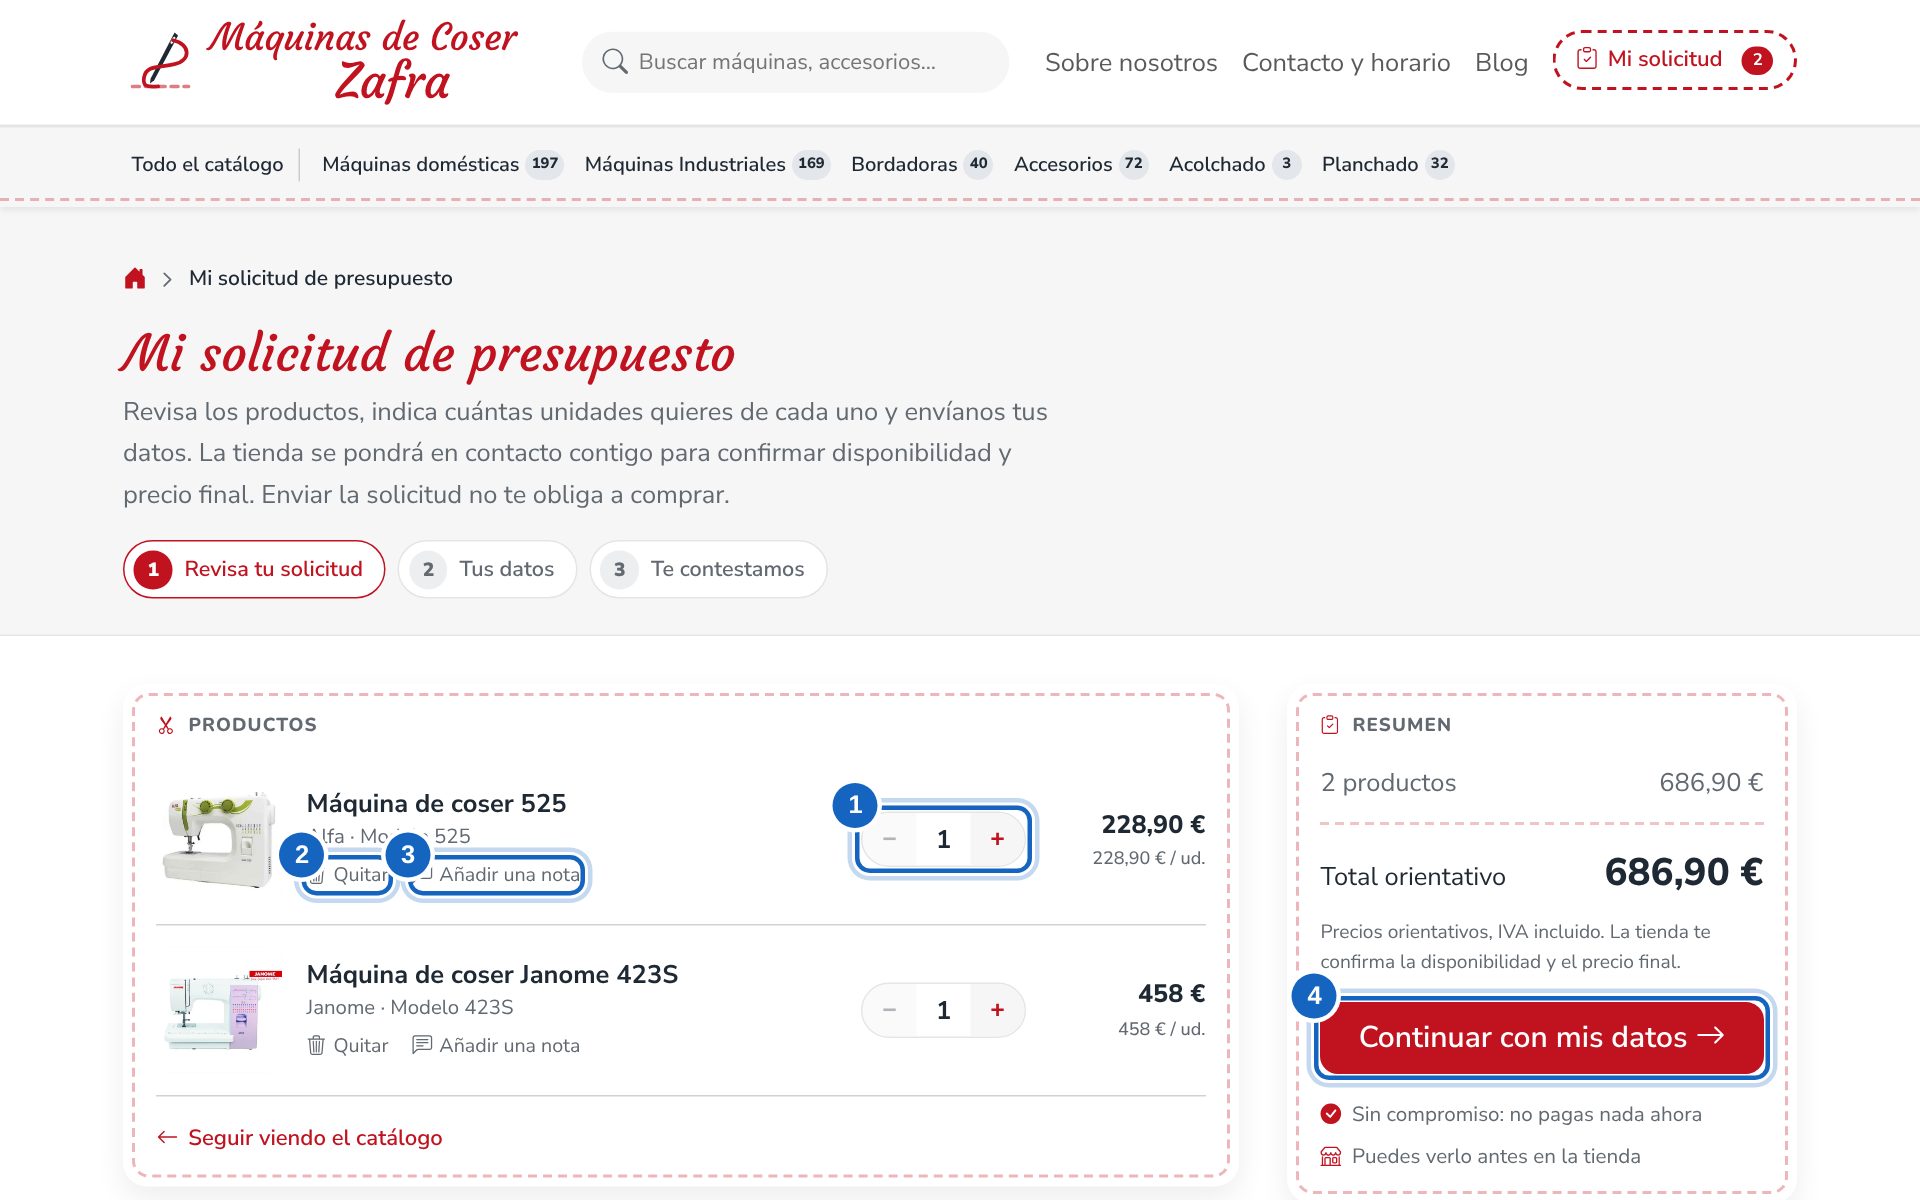 Máquinas de Coser
Zafra
Buscar máquinas, accesorios...
Sobre nosotros
Contacto y horario
Blog
Mi solicitud 2
Todo el catálogo
Máquinas domésticas 197
Máquinas Industriales 169
Bordadoras 40
Accesorios 72
Acolchado 3
Planchado 32
Mi solicitud de presupuesto
Mi solicitud de presupuesto
Revisa los productos, indica cuántas unidades quieres de cada uno y envíanos tus
datos. La tienda se pondrá en contacto contigo para confirmar disponibilidad y
precio final. Enviar la solicitud no te obliga a comprar.
1 Revisa tu solicitud
2 Tus datos
3 Te contestamos
PRODUCTOS
Máquina de coser 525
Alfa · Modelo 525
2
Quitar
3
Añadir una nota
1
− 1 +
228,90 €
228,90 € / ud.
JANOME
Máquina de coser Janome 423S
Janome · Modelo 423S
Quitar
Añadir una nota
− 1 +
458 €
458 € / ud.
Seguir viendo el catálogo
RESUMEN
2 productos 686,90 €
Total orientativo 686,90 €
Precios orientativos, IVA incluido. La tienda te
confirma la disponibilidad y el precio final.
4
Continuar con mis datos →
Sin compromiso: no pagas nada ahora
Puedes verlo antes en la tienda